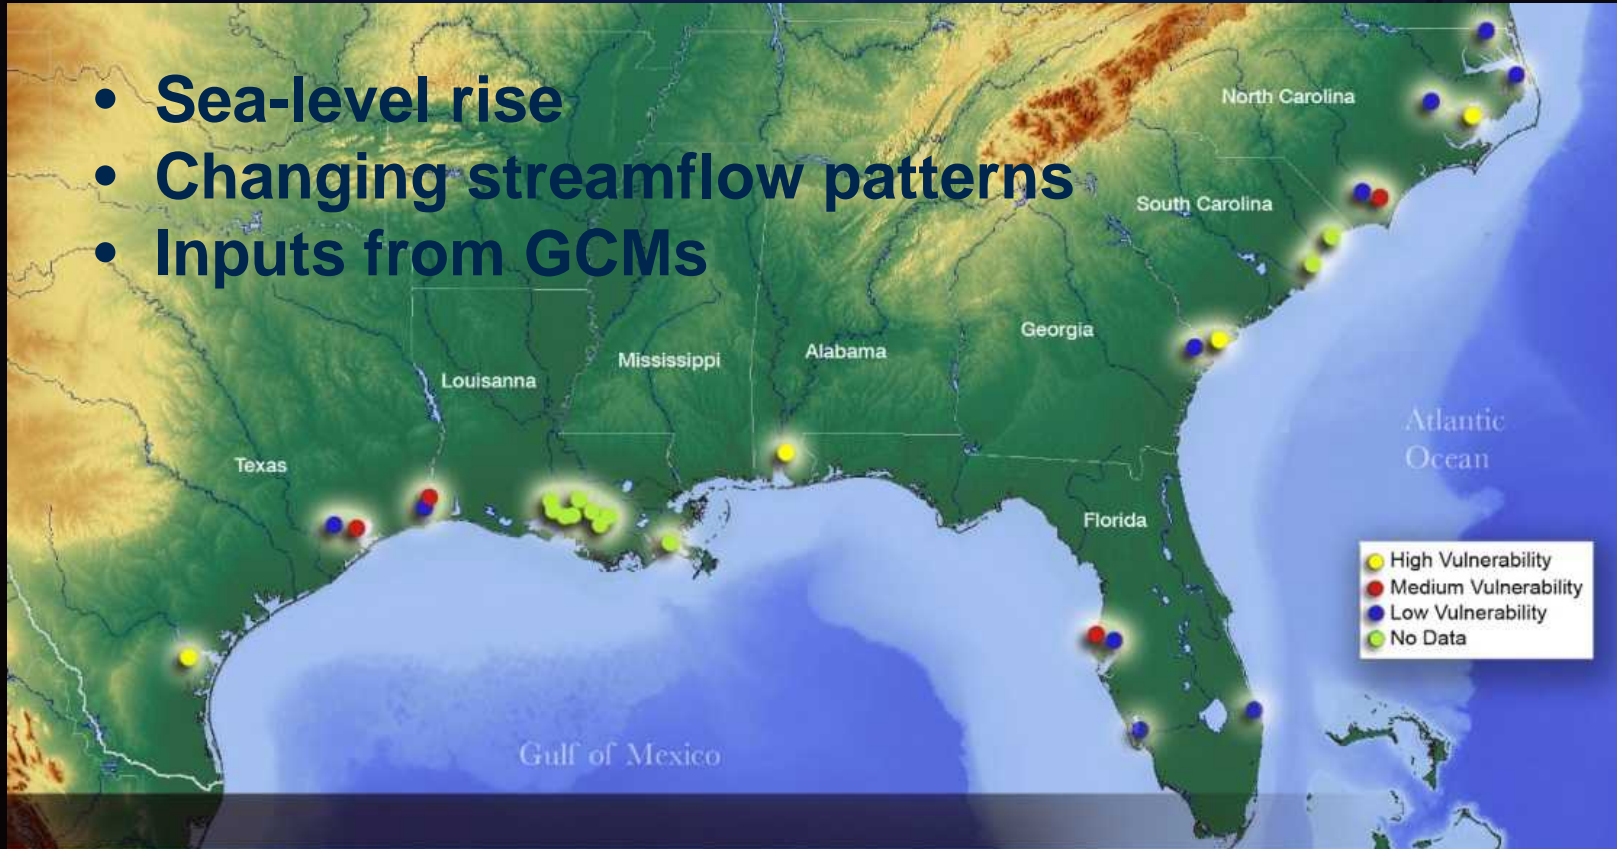 • Sea-level rise
• Changing streamflow patterns
• Inputs from GCMs
North Carolina
South Carolina
Georgia
Alabama
Mississippi
Louisanna
Texas
Florida
Atlantic
Ocean
Gulf of Mexico
High Vulnerability
Medium Vulnerability
Low Vulnerability
No Data